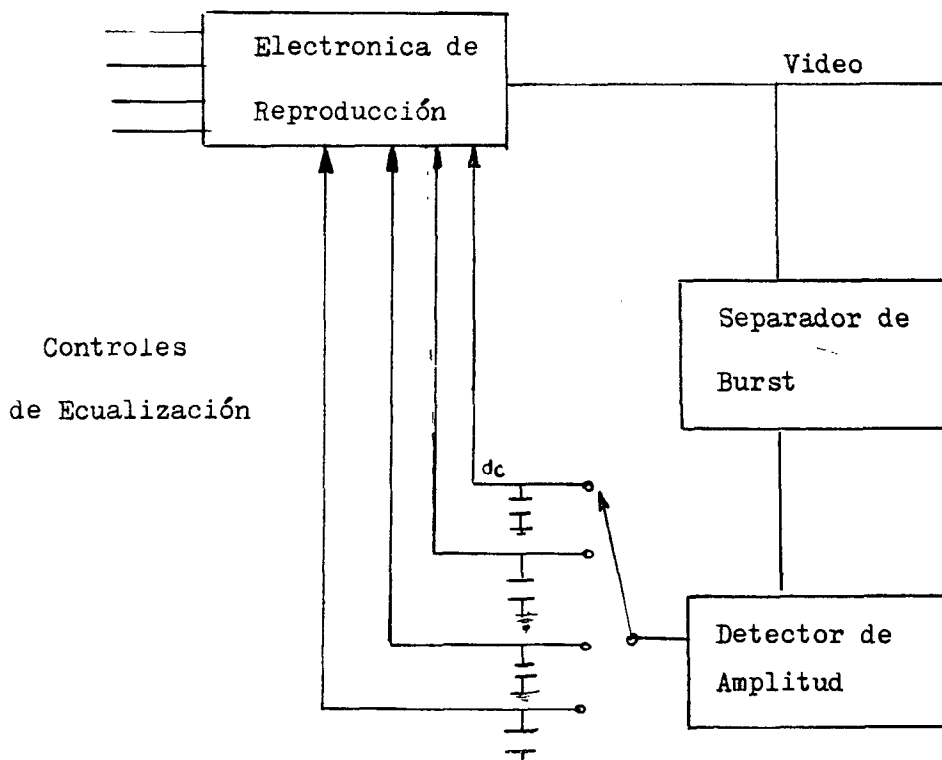 Electronica de
Reproducción
Video
Separador de
Burst
Controles
de Ecualización
dc
Detector de
Amplitud